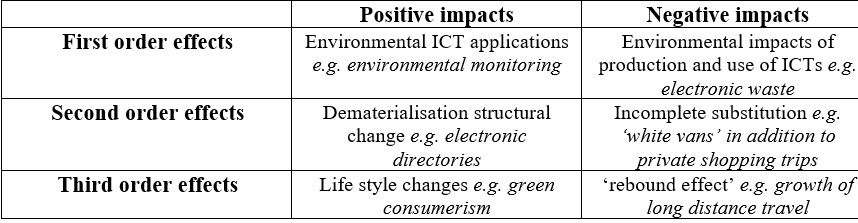 Positive impacts
Negative impacts
First order effects
Environmental ICT applications
e.g. environmental monitoring
Environmental impacts of
production and use of ICTs e.g.
electronic waste
Second order effects
Dematerialisation structural
change e.g. electronic
directories
Incomplete substitution e.g.
‘white vans’ in addition to
private shopping trips
Third order effects
Life style changes e.g. green
consumerism
‘rebound effect’ e.g. growth of
long distance travel